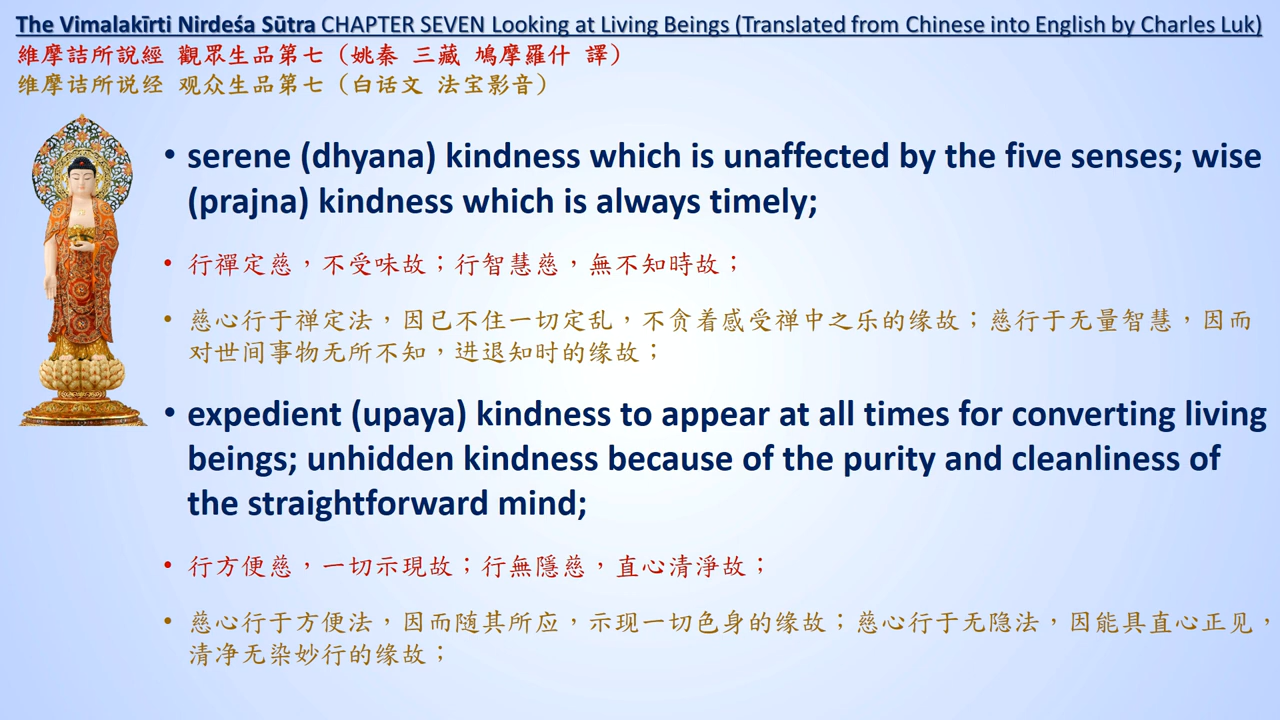 The Vimalakīrti Nirdeśa Sūtra CHAPTER SEVEN Looking at Living Beings (Translated from Chinese into English by Charles Luk)
維摩詰所說經 觀眾生品第七（姚秦 三藏 鳩摩羅什 譯）
维摩诘所说经 观众生品第七（白话文 法宝影音）
• serene (dhyana) kindness which is unaffected by the five senses; wise
(prajna) kindness which is always timely;
• 行禪定慈，不受味故；行智慧慈，無不知時故；
• 慈心行于禅定法，因已不住一切定乱，不贪着感受禅中之乐的缘故；慈行于无量智慧，因而
对世间事物无所不知，进退知时的缘故；
• expedient (upaya) kindness to appear at all times for converting living
beings; unhidden kindness because of the purity and cleanliness of
the straightforward mind;
• 行方便慈，一切示現故；行無隱慈，直心清淨故；
• 慈心行于方便法，因而随其所应，示现一切色身的缘故；慈心行于无隐法，因能具直心正见，
清净无染妙行的缘故；